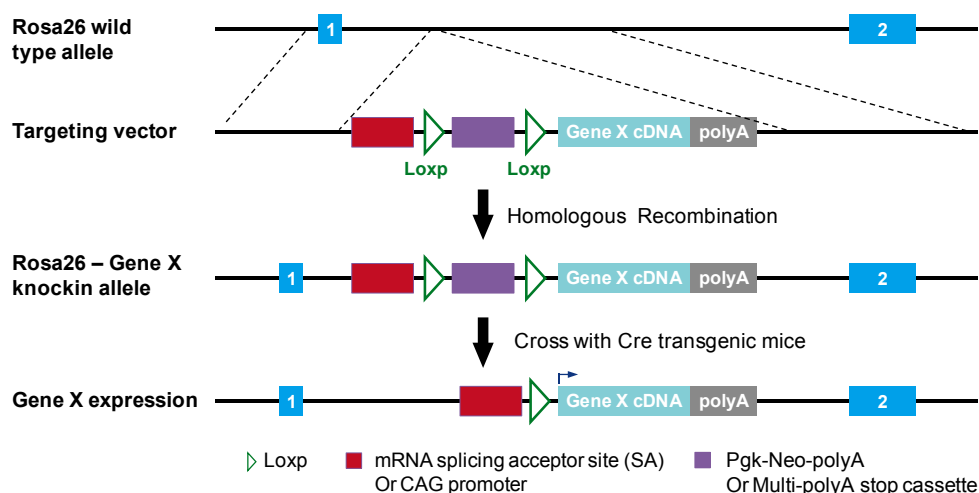 Rosa26 wild
type allele
1
2
Targeting vector
Gene X cDNA
polyA
Loxp
Loxp
Homologous Recombination
Rosa26 – Gene X
knockin allele
1
Gene X cDNA
polyA
2
Cross with Cre transgenic mice
Gene X expression
1
Gene X cDNA
polyA
2
Loxp
mRNA splicing acceptor site (SA)
Or CAG promoter
Pgk-Neo-polyA
Or Multi-polyA stop cassette